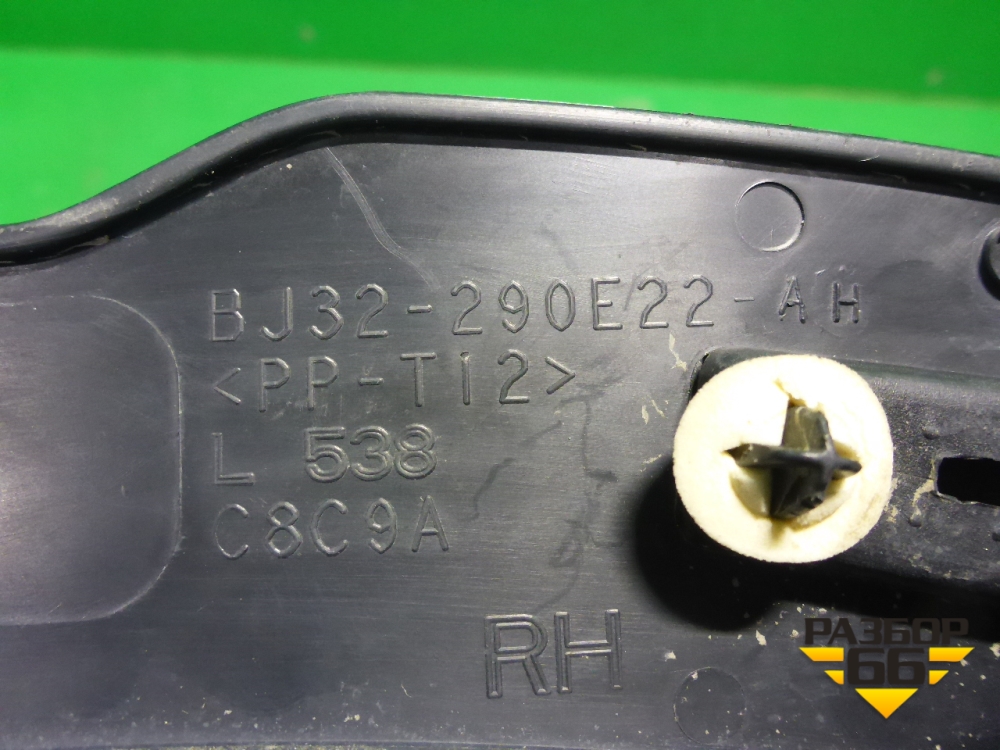 BJ32-290E22-AH
<PP-T12>
L 538
C8C9A
RH
РАЗБОР
66